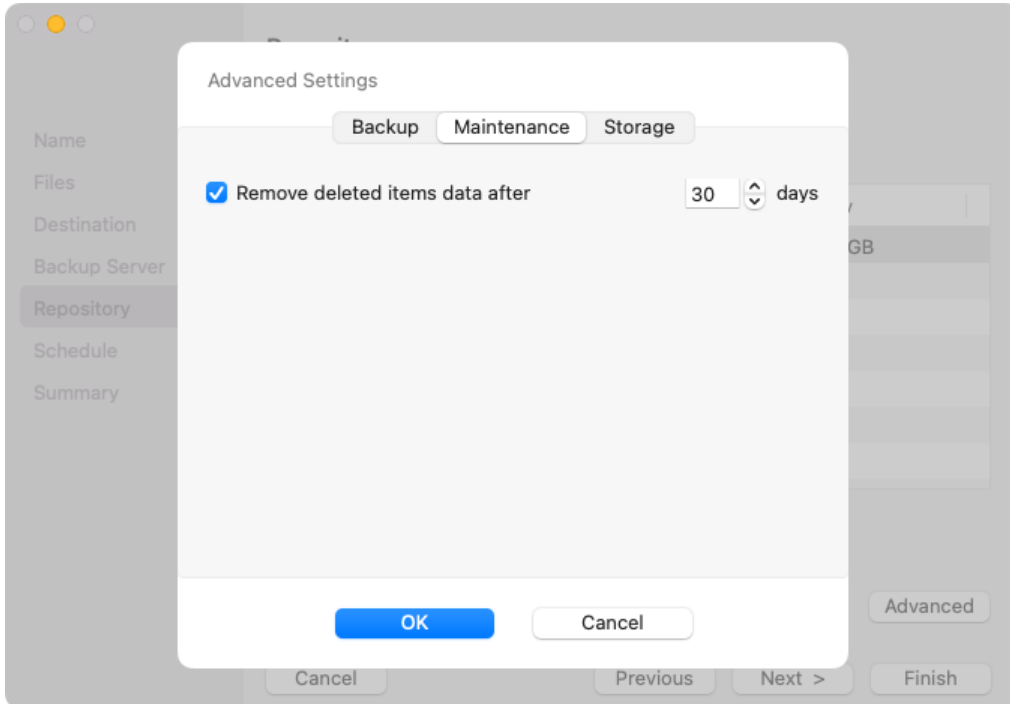 Advanced Settings
Backup Maintenance Storage
Remove deleted items data after 30 days
OK Cancel
Name
Files
Destination
Backup Server
Repository
Schedule
Summary
GB
Advanced
Cancel Previous Next > Finish